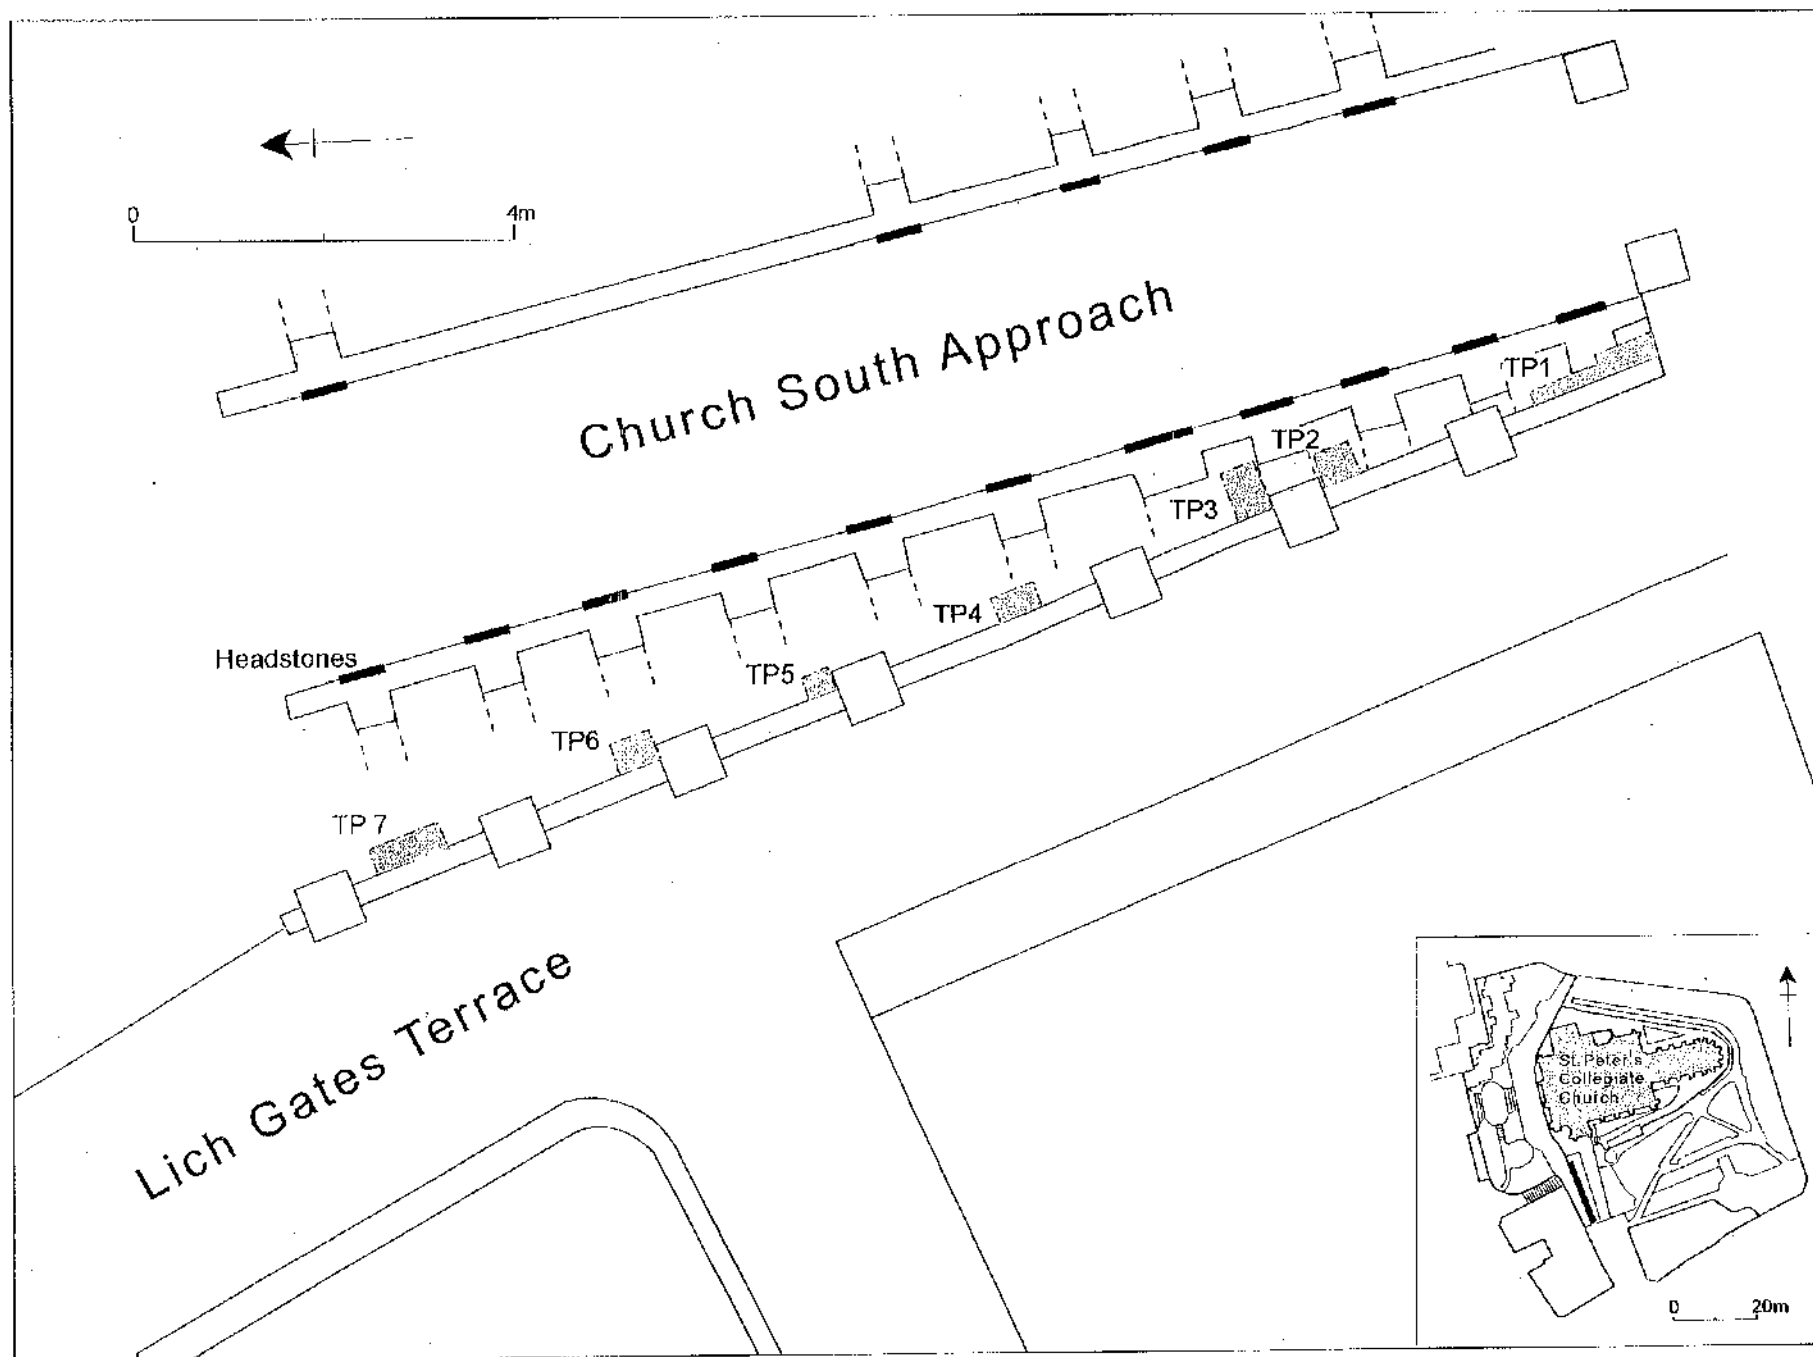 0 4m
Church South Approach
TP1
TP2
TP3
TP4
Headstones
TP5
TP6
TP 7
Lich Gates Terrace
St. Peter's
Collegiate
Church
0 20m